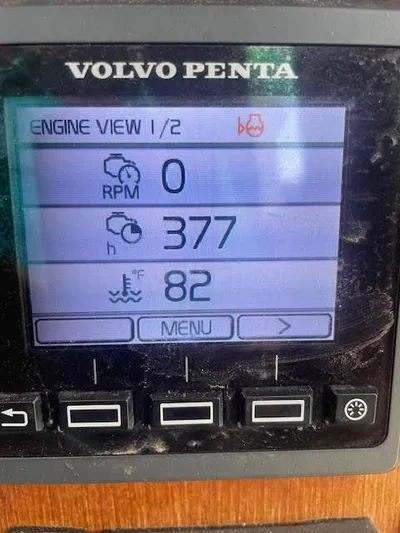 VOLVO PENTA
ENGINE VIEW 1/2
RPM 0
h 377
°F 82
MENU >